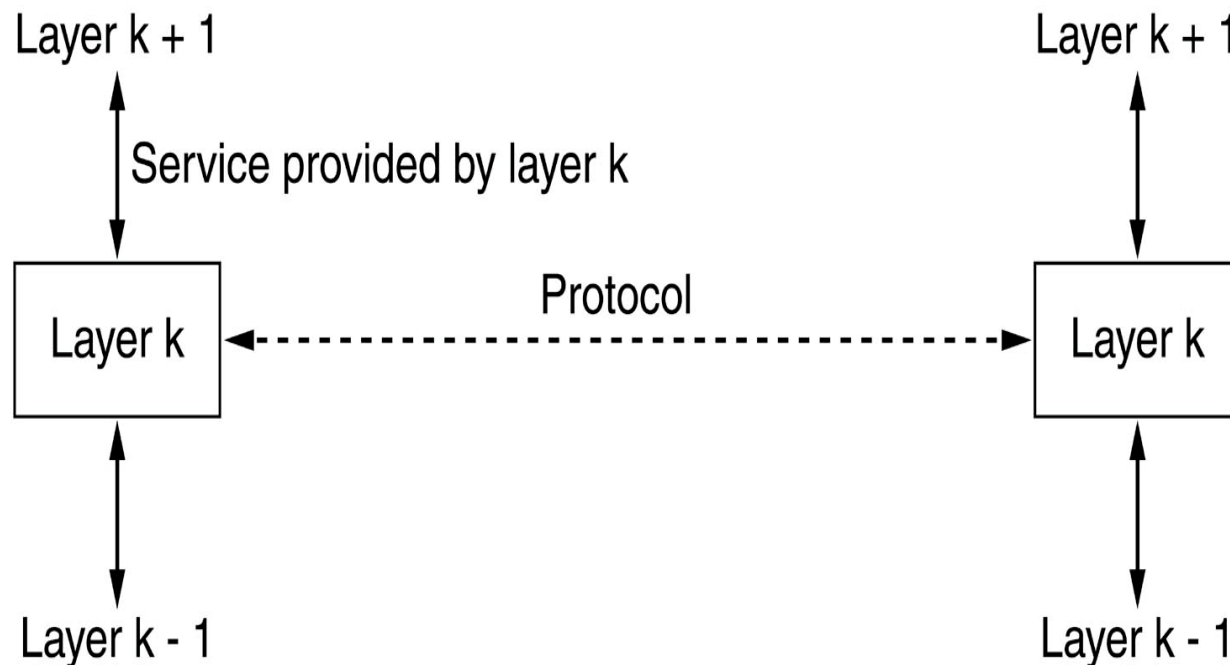 Layer k + 1
Layer k + 1
Service provided by layer k
Protocol
Layer k
Layer k
Layer k - 1
Layer k - 1